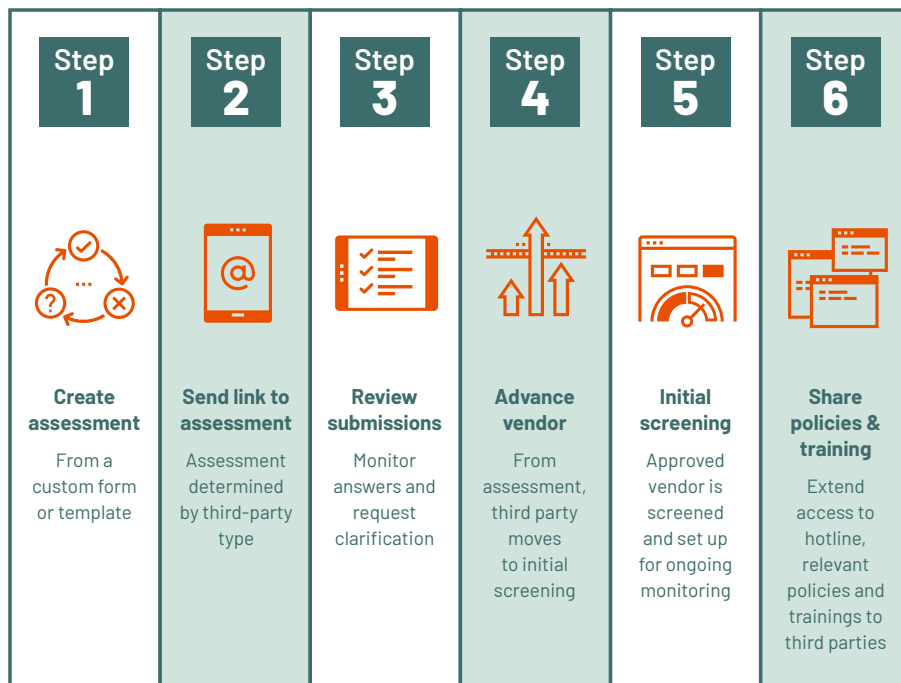 Step
1
Create
assessment
From a
custom form
or template
Step
2
@
Send link to
assessment
Assessment
determined
by third-party
type
Step
3
Review
submissions
Monitor
answers and
request
clarification
Step
4
Advance
vendor
From
assessment,
third party
moves
to initial
screening
Step
5
Initial
screening
Approved
vendor is
screened
and set up
for ongoing
monitoring
Step
6
Share
policies &
training
Extend
access to
hotline,
relevant
policies and
trainings to
third parties